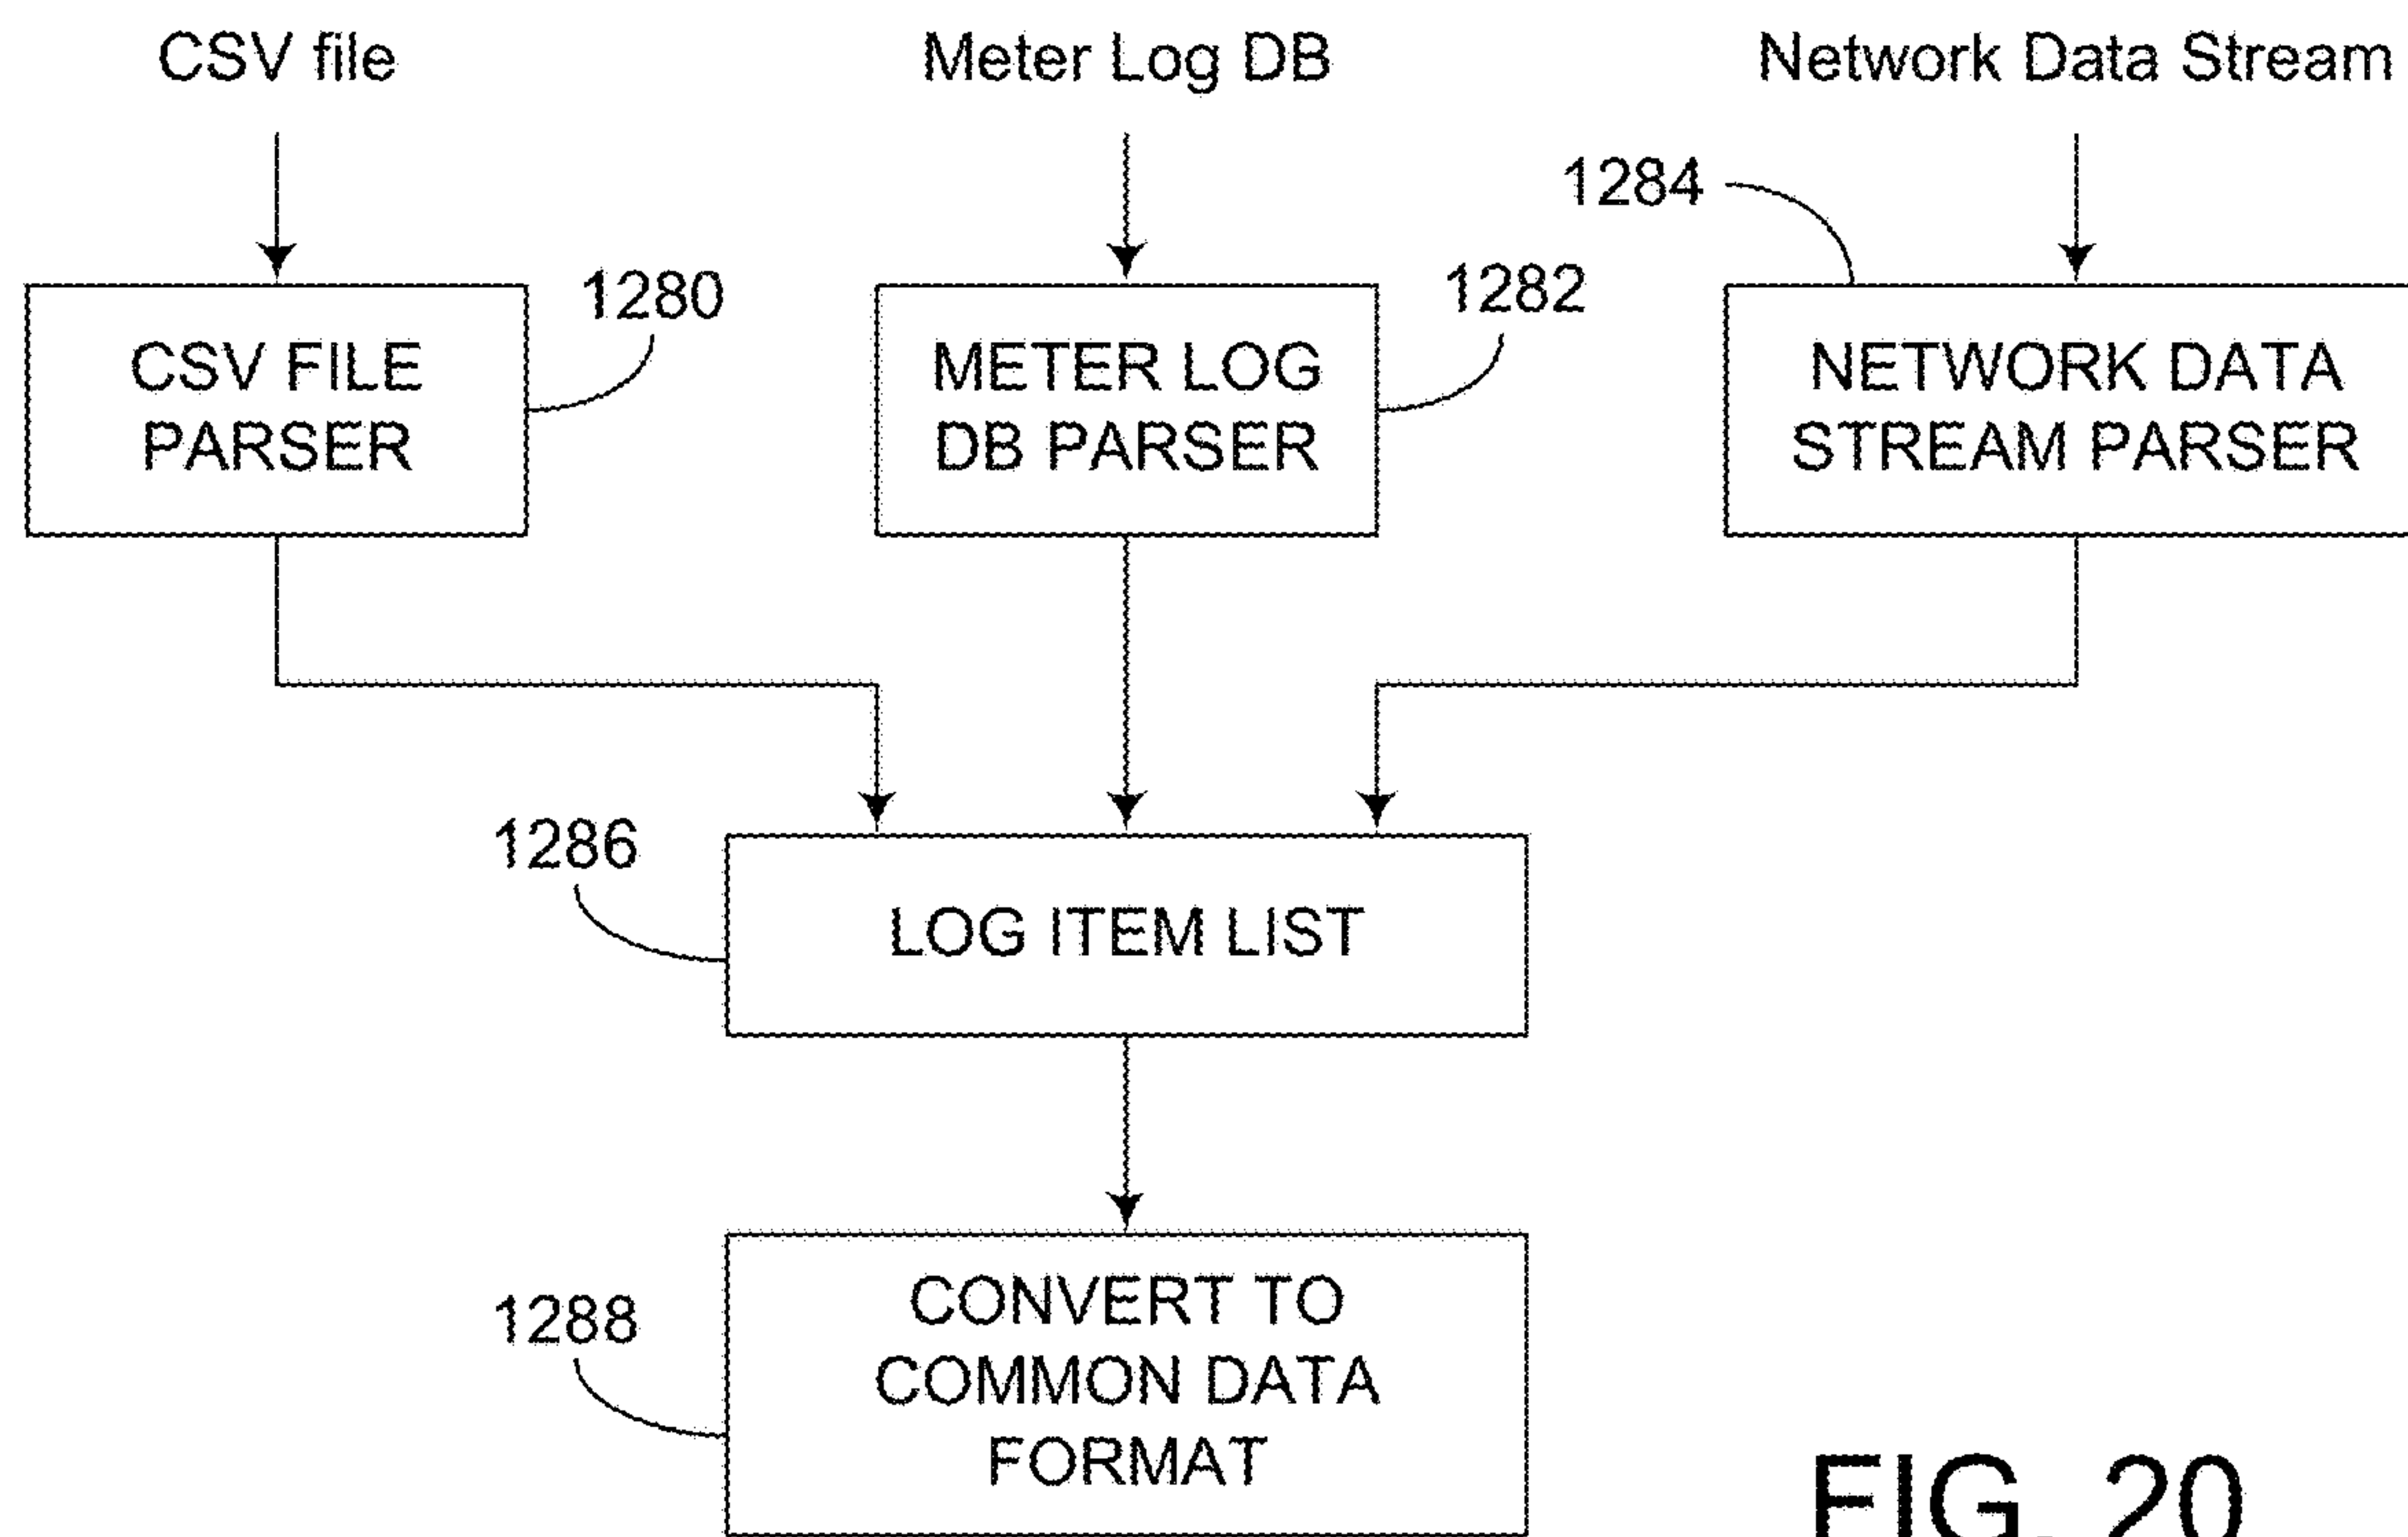 CSV file
Meter Log DB
Network Data Stream
1284
1280
1282
CSV FILE
PARSER
METER LOG
DB PARSER
NETWORK DATA
STREAM PARSER
1286
LOG ITEM LIST
1288
CONVERT TO
COMMON DATA
FORMAT
FIG. 20